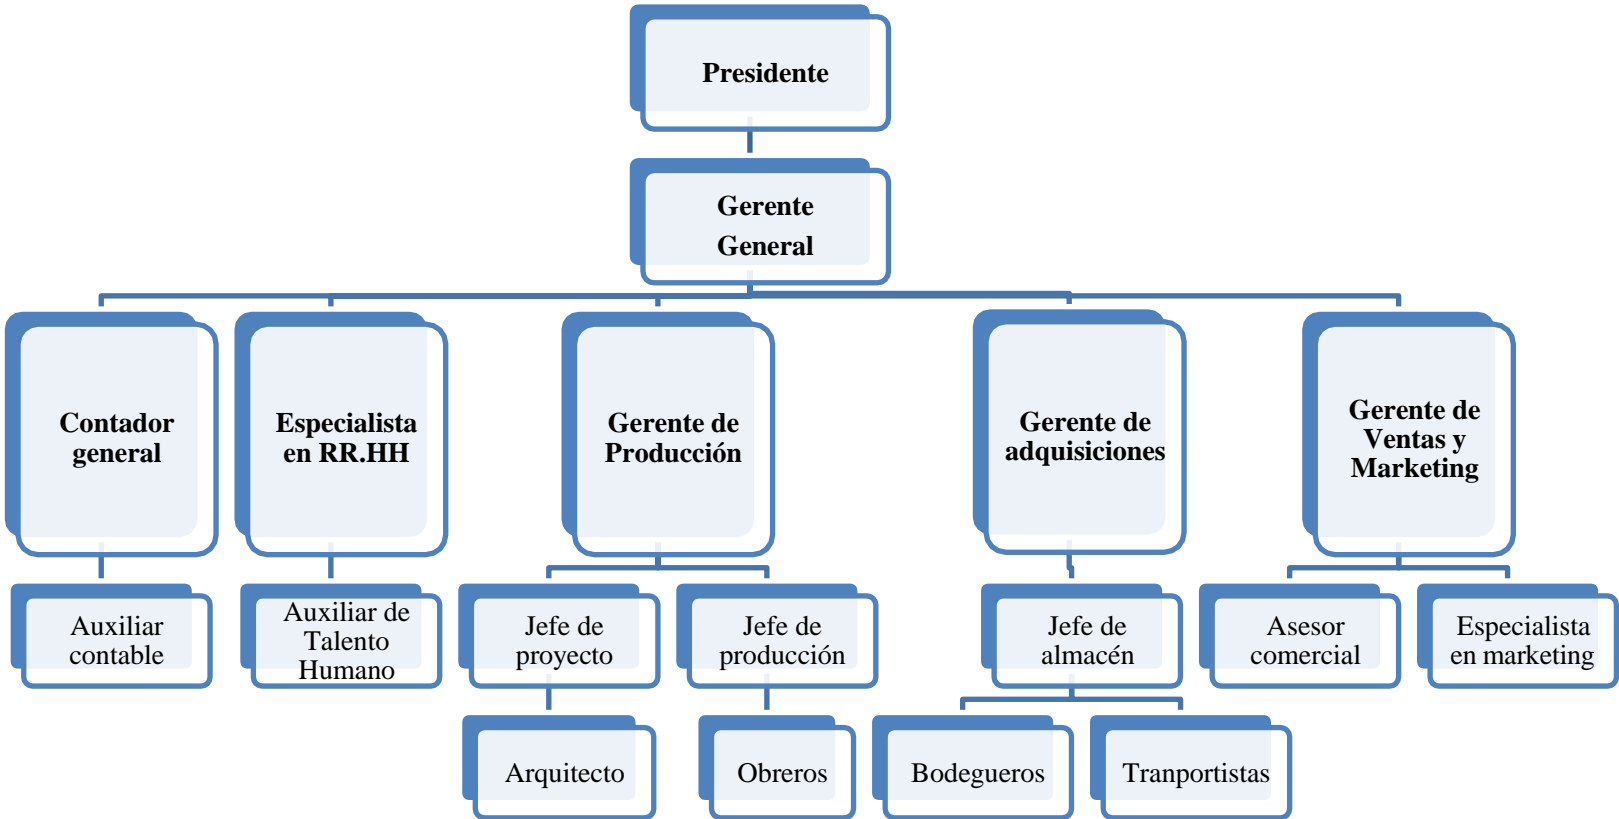 Presidente
Gerente
General
Contador
general
Especialista
en RR.HH
Gerente de
Producción
Gerente de
adquisiciones
Gerente de
Ventas y
Marketing
Auxiliar
contable
Auxiliar de
Talento
Humano
Jefe de
proyecto
Jefe de
producción
Jefe de
almacén
Asesor
comercial
Especialista
en marketing
Arquitecto
Obreros
Bodegueros
Tranportistas